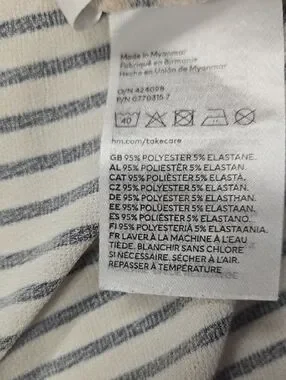 Made in Myanmar
Fabriqué en Birmanie
Hecho en Unión de Myanmar
O/N 424098
P/N 0770315 7
40
hm.com/takecare
GB 95% POLYESTER 5% ELASTANE.
AL 95% POLIESTËR 5% ELASTAN.
CAT 95% POLIÈSTER 5% ELASTÀ.
CZ 95% POLYESTER 5% ELASTAN.
DE 95% POLYESTER 5% ELASTHAN.
EE 95% POLÜESTER 5% ELASTAAN.
ES 95% POLIÉSTER 5% ELASTANO.
FI 95% POLYESTERIÄ 5% ELASTAANIA.
FR LAVER À LA MACHINE À L'EAU
TIÈDE. BLANCHIR SANS CHLORE
SI NÉCESSAIRE. SÉCHER À L'AIR.
REPASSER À TEMPÉRATURE